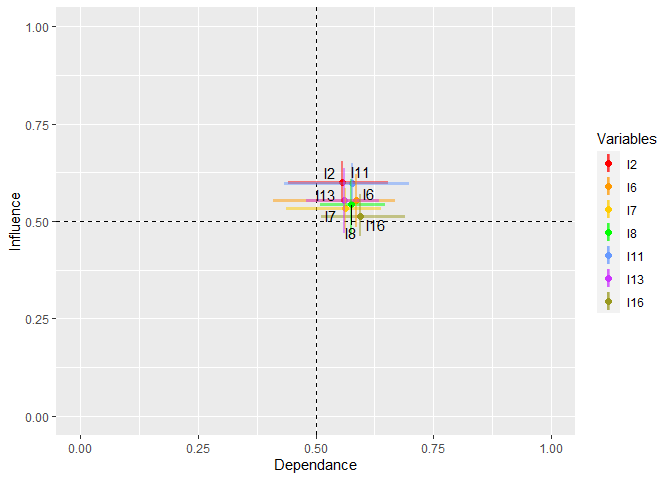 1.00
0.75
0.50
0.25
0.00
Influence
I2
I11
I13
I6
I7
I16
I8
0.00 0.25 0.50 0.75 1.00
Dependance
Variables
I2
I6
I7
I8
I11
I13
I16